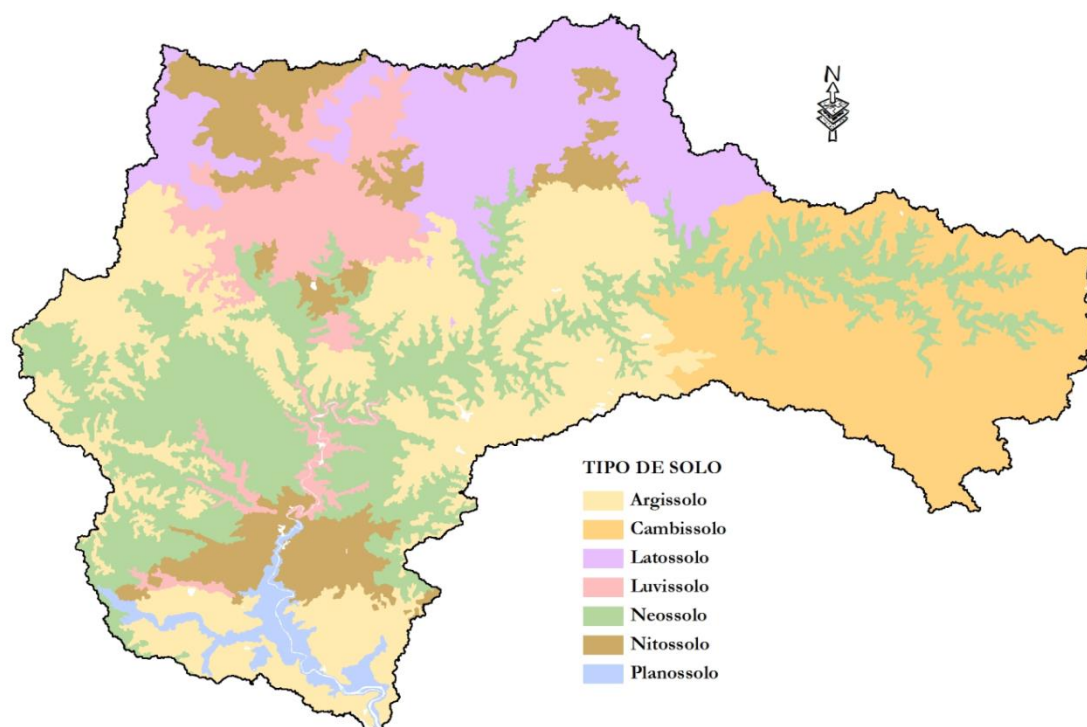 N
TIPO DE SOLO
Argissolo
Cambissolo
Latossolo
Luvissolo
Neossolo
Nitossolo
Planossolo